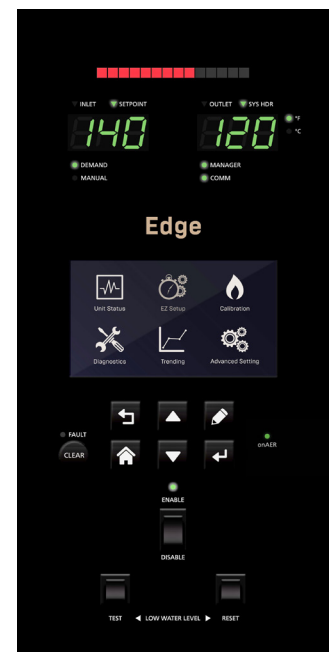 INLET SETPOINT OUTLET SYS HDR
140 120 °F
°C
DEMAND MANAGER
MANUAL COMM
Edge
Unit Status EZ Setup Calibration
Diagnostics Trending Advanced Setting
FAULT
CLEAR
onAER
ENABLE
DISABLE
TEST ◄ LOW WATER LEVEL ► RESET